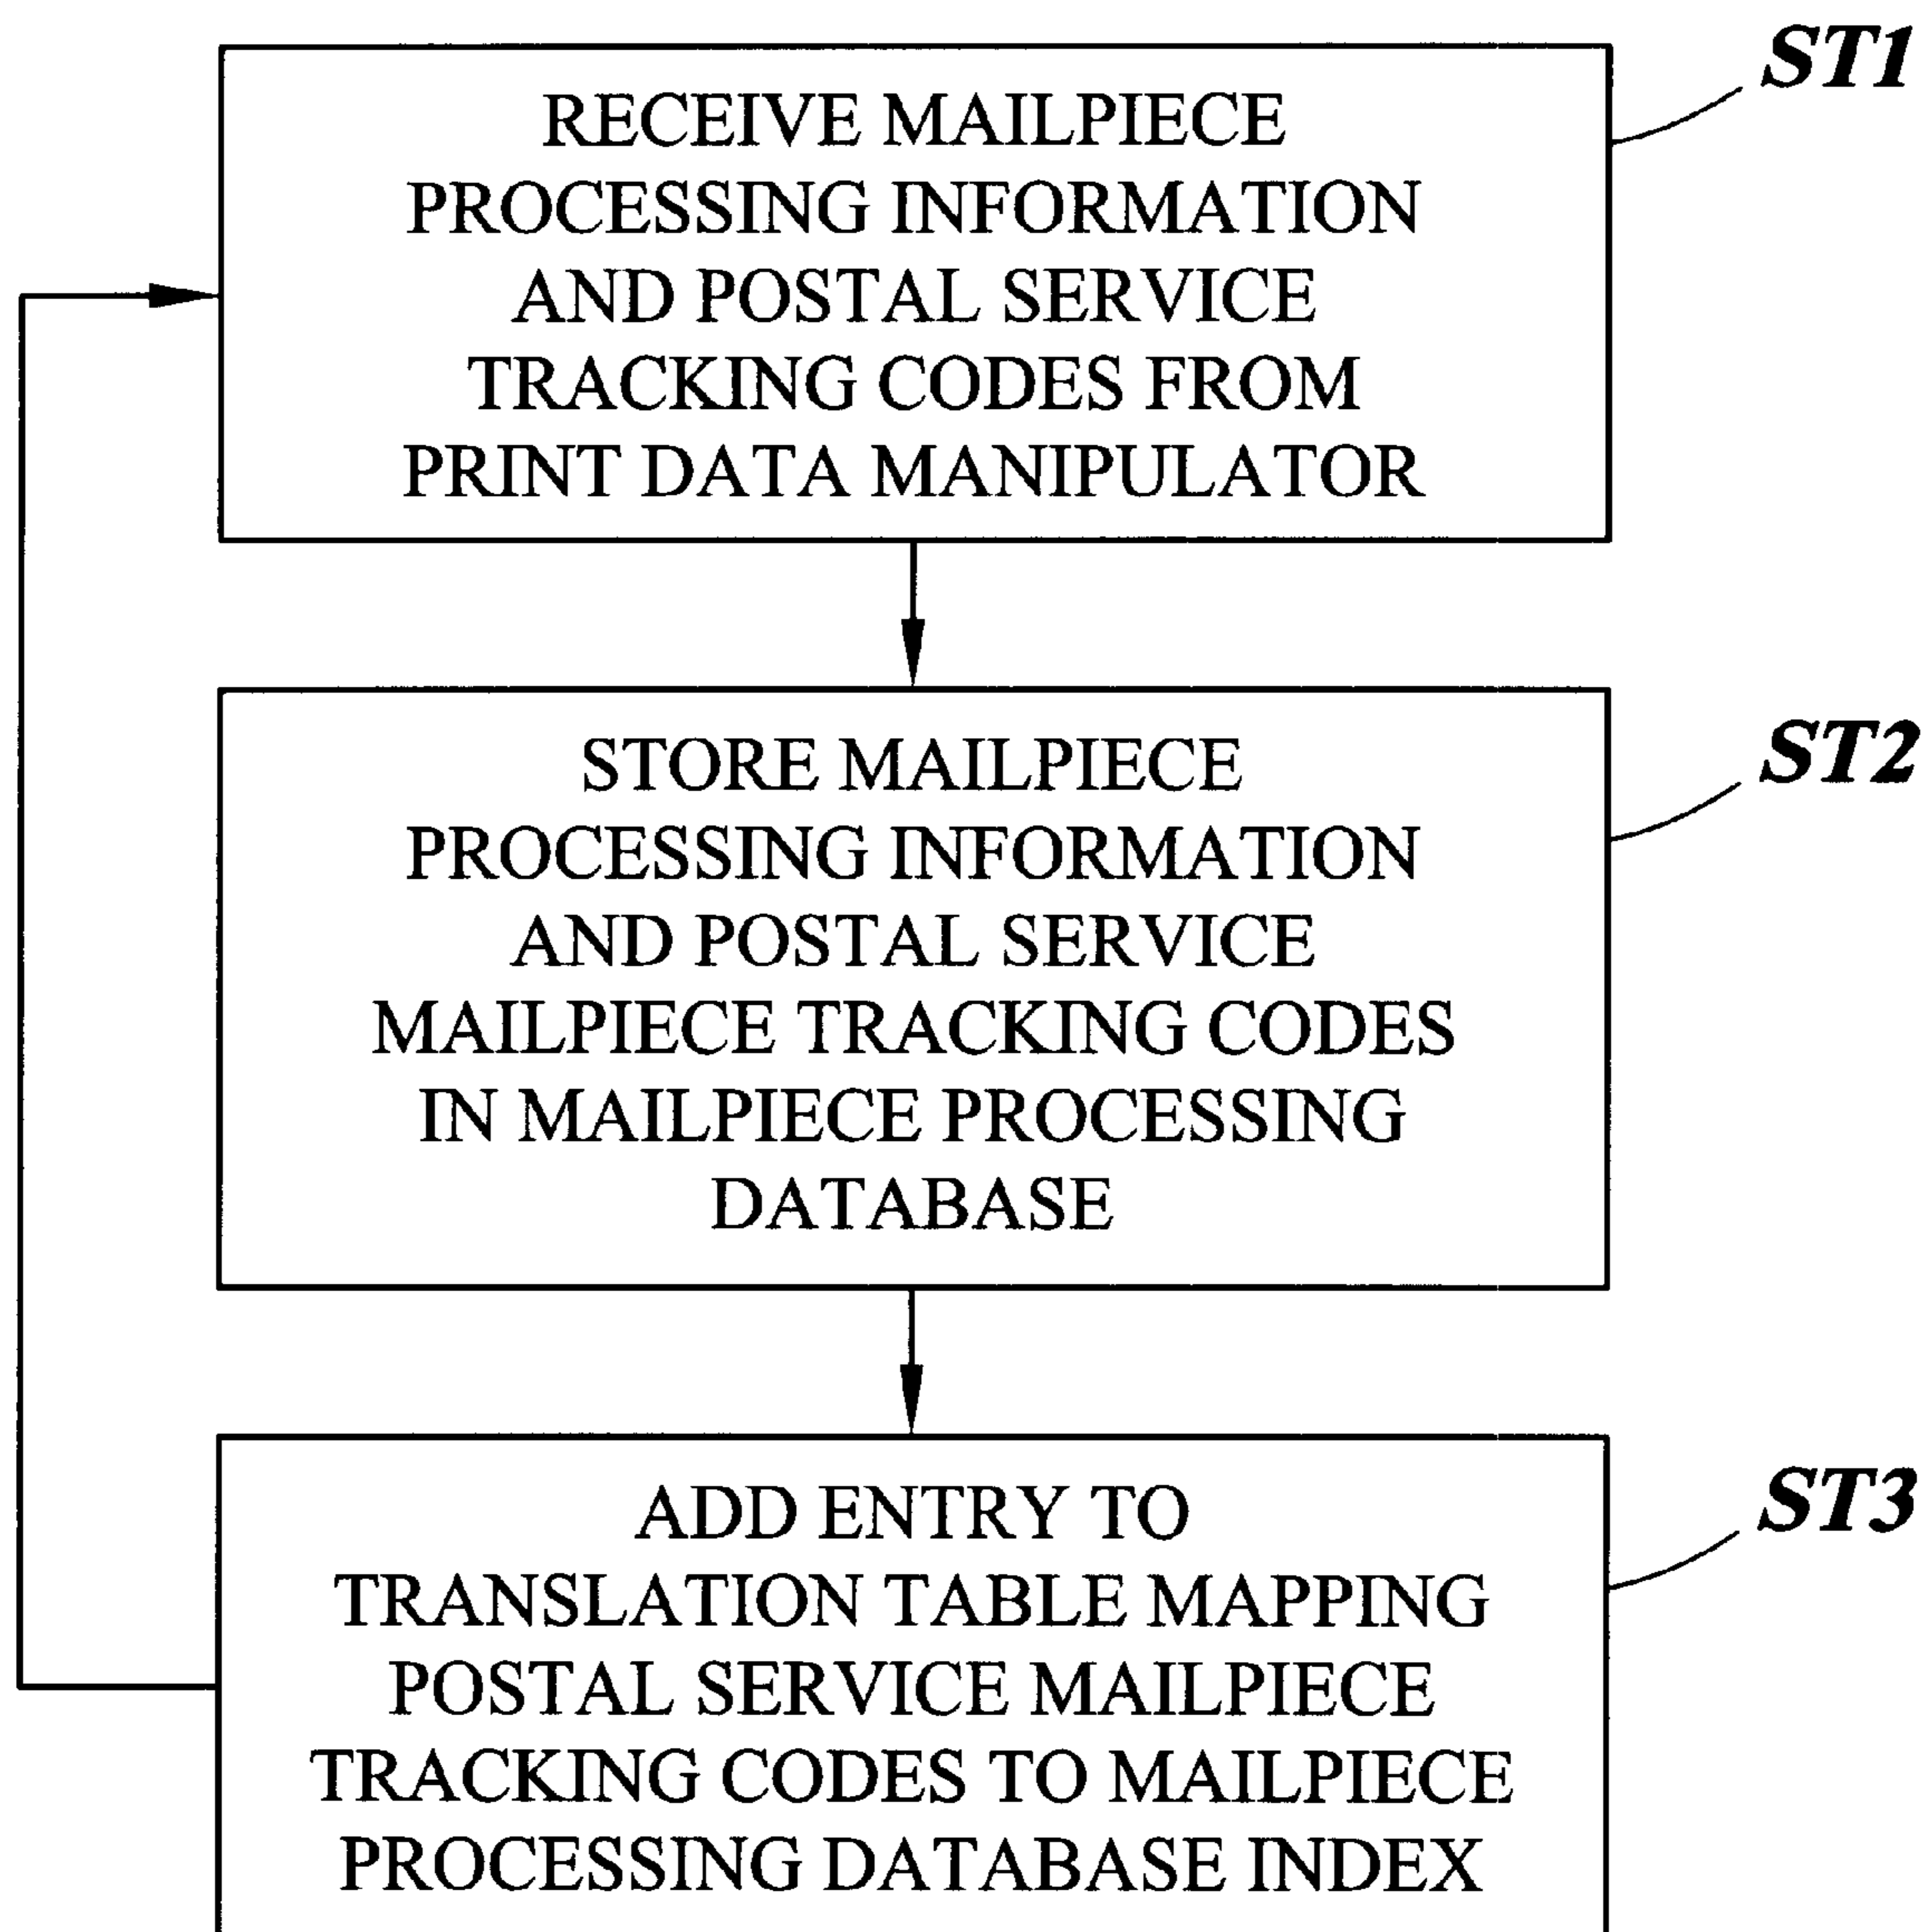 ST1
RECEIVE MAILPIECE
PROCESSING INFORMATION
AND POSTAL SERVICE
TRACKING CODES FROM
PRINT DATA MANIPULATOR
ST2
STORE MAILPIECE
PROCESSING INFORMATION
AND POSTAL SERVICE
MAILPIECE TRACKING CODES
IN MAILPIECE PROCESSING
DATABASE
ST3
ADD ENTRY TO
TRANSLATION TABLE MAPPING
POSTAL SERVICE MAILPIECE
TRACKING CODES TO MAILPIECE
PROCESSING DATABASE INDEX